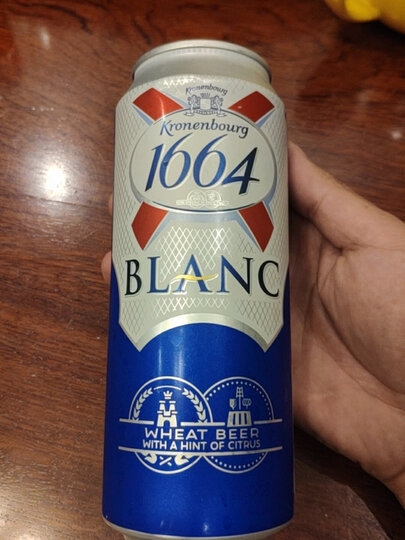 Kronenbourg
Kronenbourg
1664
BLANC
WHEAT BEER
WITH A HINT OF CITRUS